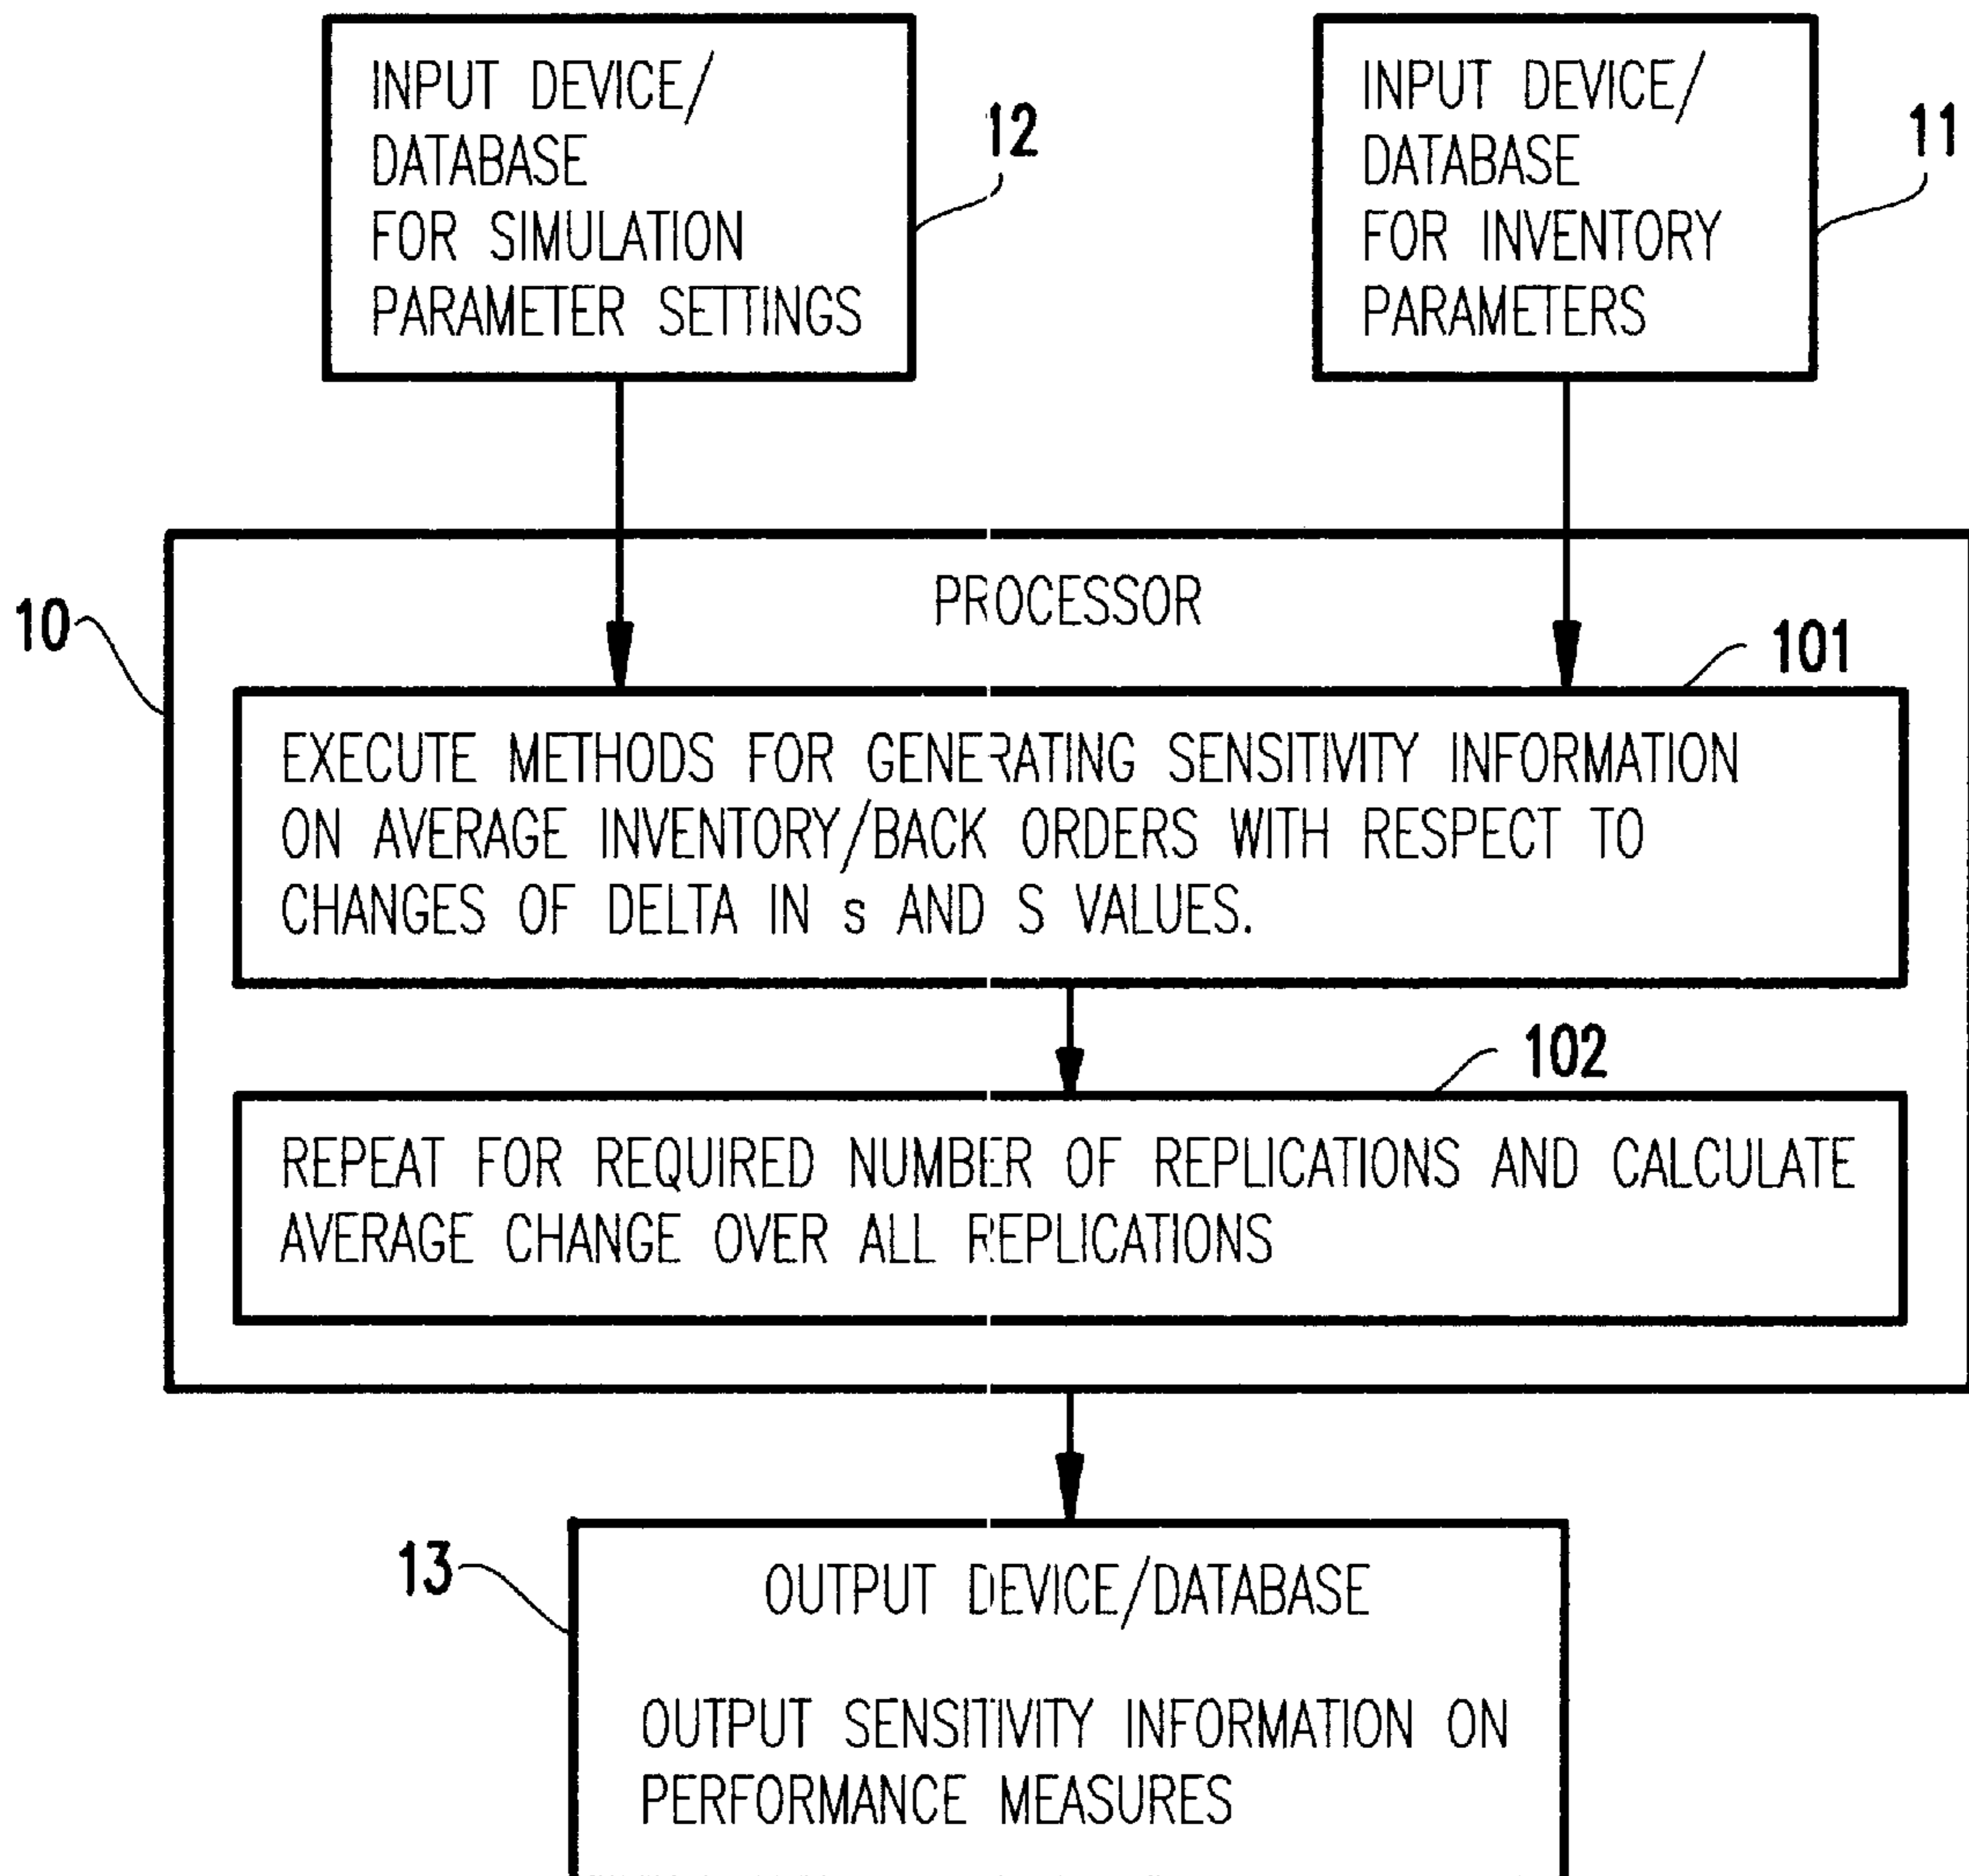 INPUT DEVICE/
DATABASE
FOR SIMULATION
PARAMETER SETTINGS
12
INPUT DEVICE/
DATABASE
FOR INVENTORY
PARAMETERS
11
10
PROCESSOR
101
EXECUTE METHODS FOR GENERATING SENSITIVITY INFORMATION
ON AVERAGE INVENTORY/BACK ORDERS WITH RESPECT TO
CHANGES OF DELTA IN s AND S VALUES.
102
REPEAT FOR REQUIRED NUMBER OF REPLICATIONS AND CALCULATE
AVERAGE CHANGE OVER ALL REPLICATIONS
13
OUTPUT DEVICE/DATABASE
OUTPUT SENSITIVITY INFORMATION ON
PERFORMANCE MEASURES